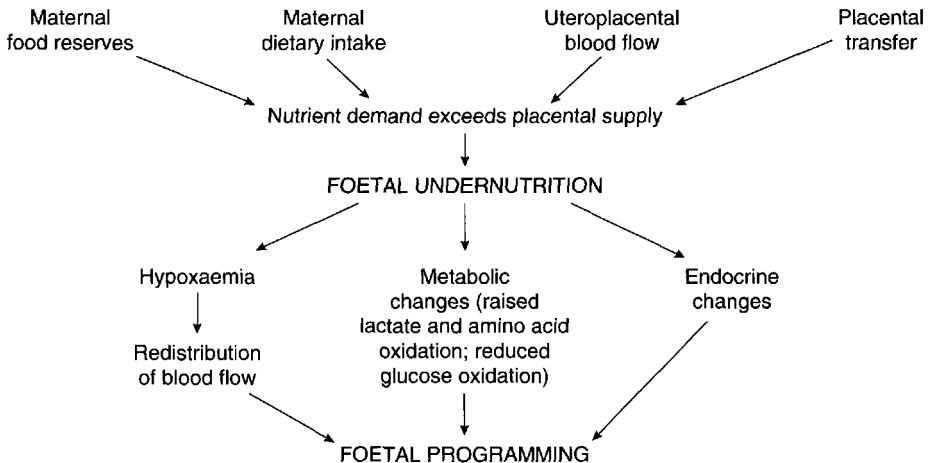 Maternal
food reserves
Maternal
dietary intake
Uteroplacental
blood flow
Placental
transfer
Nutrient demand exceeds placental supply
FOETAL UNDERNUTRITION
Hypoxaemia
Metabolic
changes (raised
lactate and amino acid
oxidation; reduced
glucose oxidation)
Endocrine
changes
Redistribution
of blood flow
FOETAL PROGRAMMING